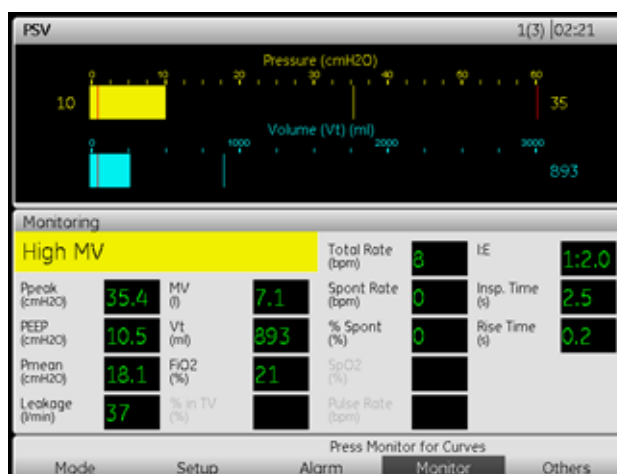 PSV 1(3) 02:21
Pressure (cmH2O)
0 10 20 30 40 50 60
10 35
Volume (Vt) (ml)
0 1000 2000 3000
893
Monitoring
High MV
Total Rate (bpm) 8 I:E 1:2.0
Ppeak (cmH2O) 35.4 MV (l) 7.1 Spont Rate (bpm) 0 Insp. Time (s) 2.5
PEEP (cmH2O) 10.5 Vt (ml) 893 % Spont (%) 0 Rise Time (s) 0.2
Pmean (cmH2O) 18.1 FiO2 (%) 21 SpO2 (%)
Leakage (l/min) 37 % in TV (%) Pulse Rate (bpm)
Press Monitor for Curves
Mode Setup Alarm Monitor Others